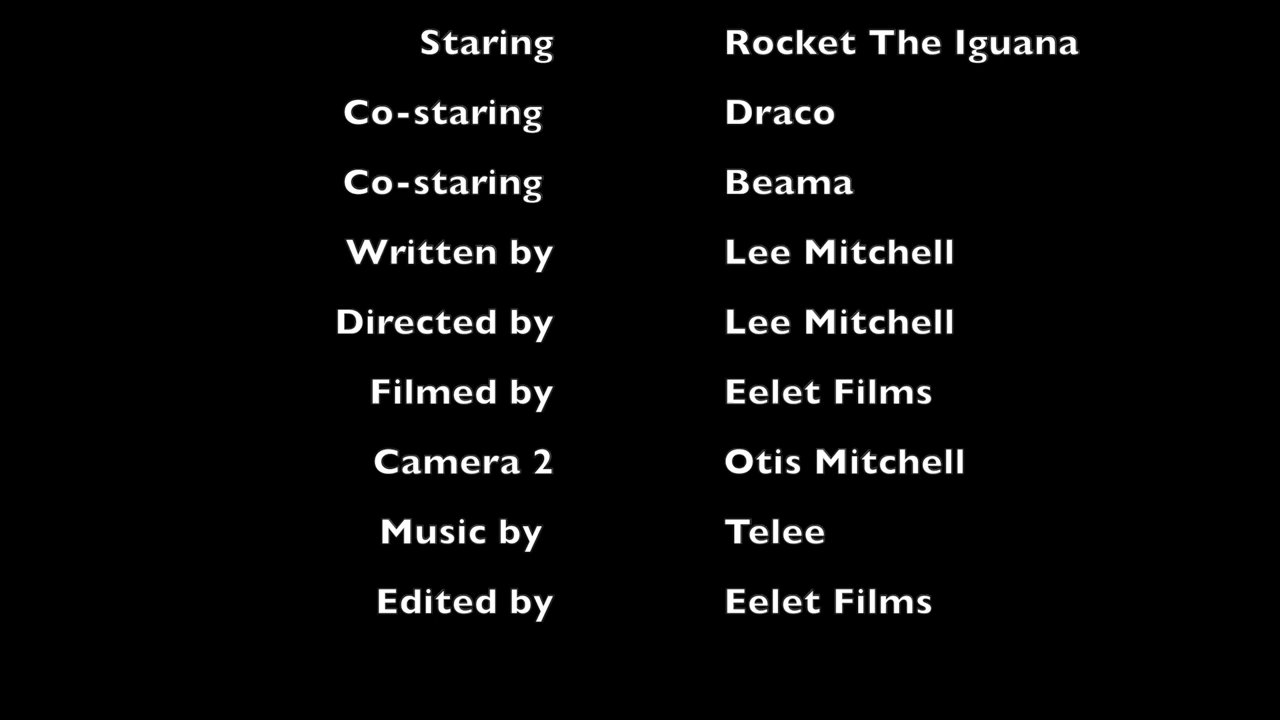 Staring Rocket The Iguana
Co-staring Draco
Co-staring Beama
Written by Lee Mitchell
Directed by Lee Mitchell
Filmed by Eelet Films
Camera 2 Otis Mitchell
Music by Telee
Edited by Eelet Films